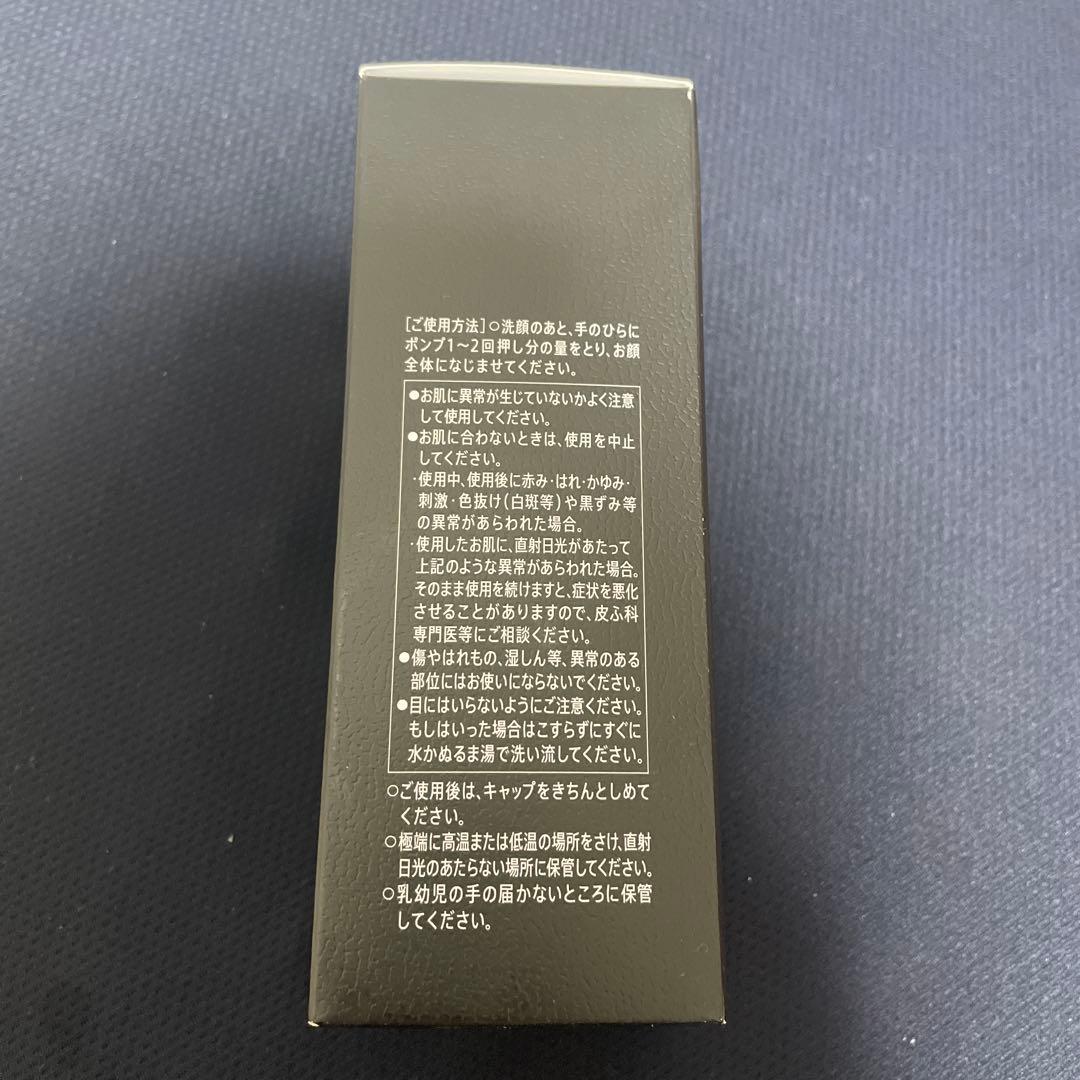 [ご使用方法]○洗顔のあと、手のひらに
ポンプ1〜2回押し分の量をとり、お顔
全体になじませてください。
●お肌に異常が生じていないかよく注意
して使用してください。
●お肌に合わないときは、使用を中止
してください。
・使用中、使用後に赤み・はれ・かゆみ・
刺激・色抜け(白斑等)や黒ずみ等
の異常があらわれた場合。
・使用したお肌に、直射日光があたって
上記のような異常があらわれた場合。
そのまま使用を続けますと、症状を悪化
させることがありますので、皮ふ科
専門医等にご相談ください。
●傷やはれもの、湿しん等、異常のある
部位にはお使いにならないでください。
●目にはいらないようにご注意ください。
もしはいった場合はこすらずにすぐに
水かぬるま湯で洗い流してください。
○ご使用後は、キャップをきちんとしめて
ください。
○極端に高温または低温の場所をさけ、直射
日光のあたらない場所に保管してください。
○乳幼児の手の届かないところに保管
してください。